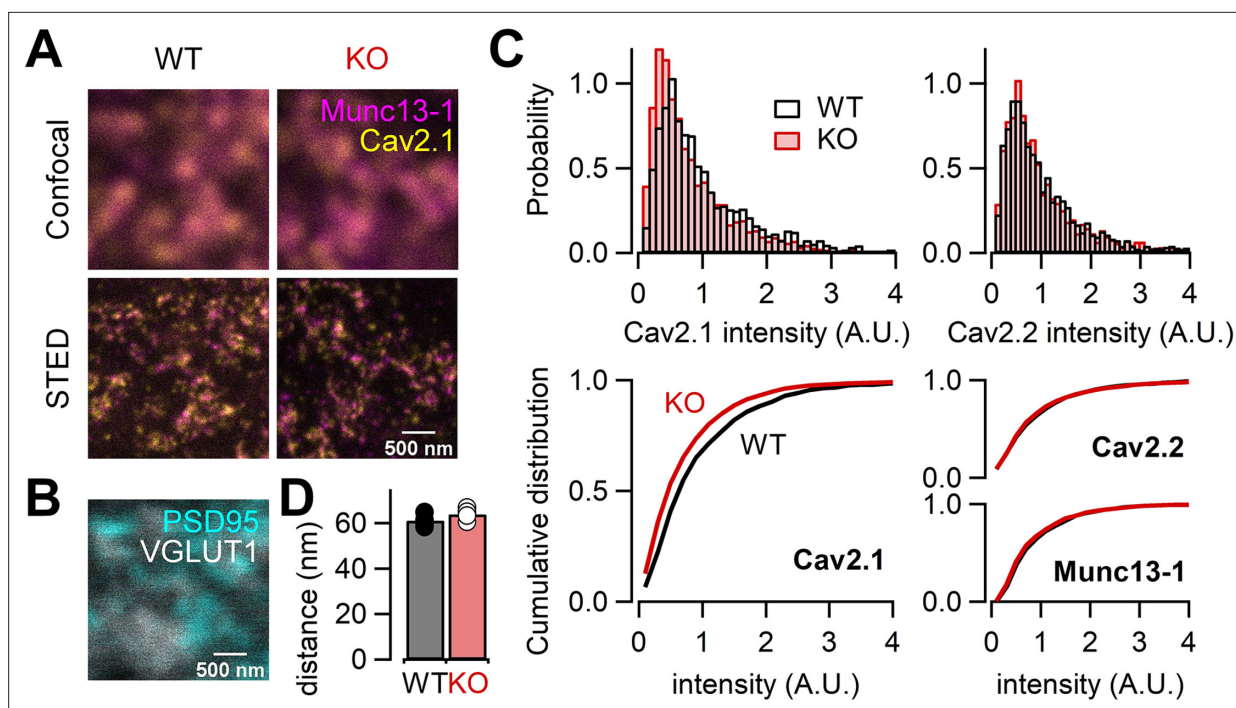 A
WT
KO
Confocal
Munc13-1
Cav2.1
STED
500 nm
B
PSD95
VGLUT1
500 nm
D
distance (nm)
60
60
60
0
WT
KO
C
Probability
1.0
0.5
0.0
WT
KO
0
1
2
3
4
Cav2.1 intensity (A.U.)
1.0
0.5
0.0
0
1
2
3
4
Cav2.2 intensity (A.U.)
Cumulative distribution
1.0
0.5
0.0
KO
WT
Cav2.1
0
1
2
3
4
intensity (A.U.)
1.0
0.0
Cav2.2
1.0
0.0
Munc13-1
0
1
2
3
4
intensity (A.U.)